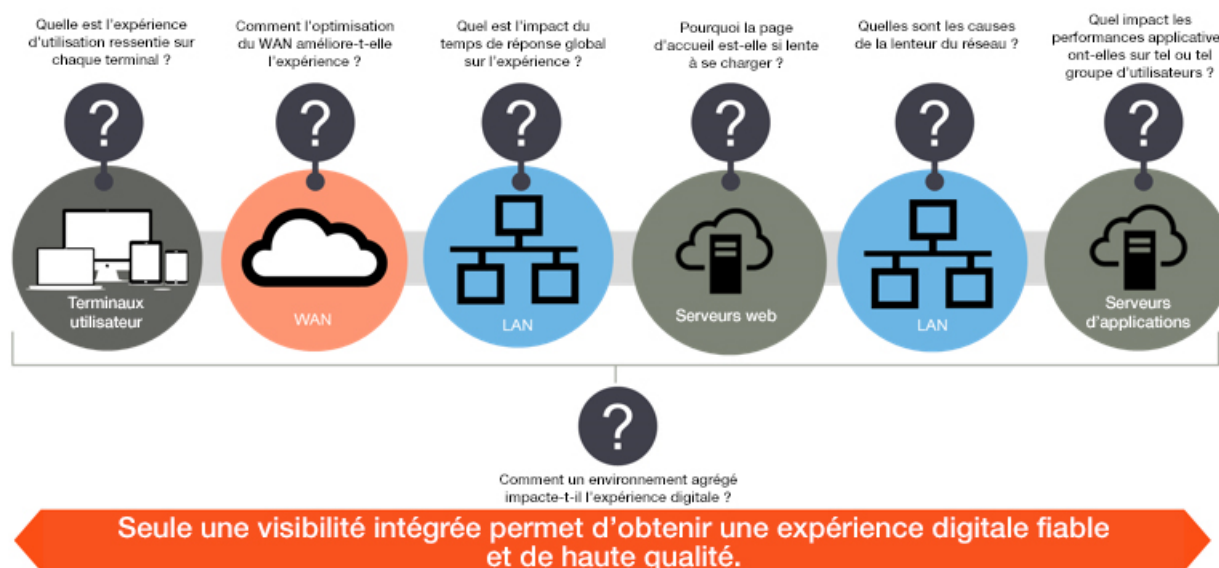 Quelle est l'expérience
d'utilisation ressentie sur
chaque terminal ?
Comment l'optimisation
du WAN améliore-t-elle
l'expérience ?
Quel est l'impact du
temps de réponse global
sur l'expérience ?
Pourquoi la page
d'accueil est-elle si lente
à se charger ?
Quelles sont les causes
de la lenteur du réseau ?
Quel impact les
performances applicative
ont-elles sur tel ou tel
groupe d'utilisateurs ?
?
?
?
?
?
?
Terminaux
utilisateur
WAN
LAN
Serveurs web
LAN
Serveurs
d'applications
?
Comment un environnement agrégé
impacte-t-il l'expérience digitale ?
Seule une visibilité intégrée permet d'obtenir une expérience digitale fiable
et de haute qualité.